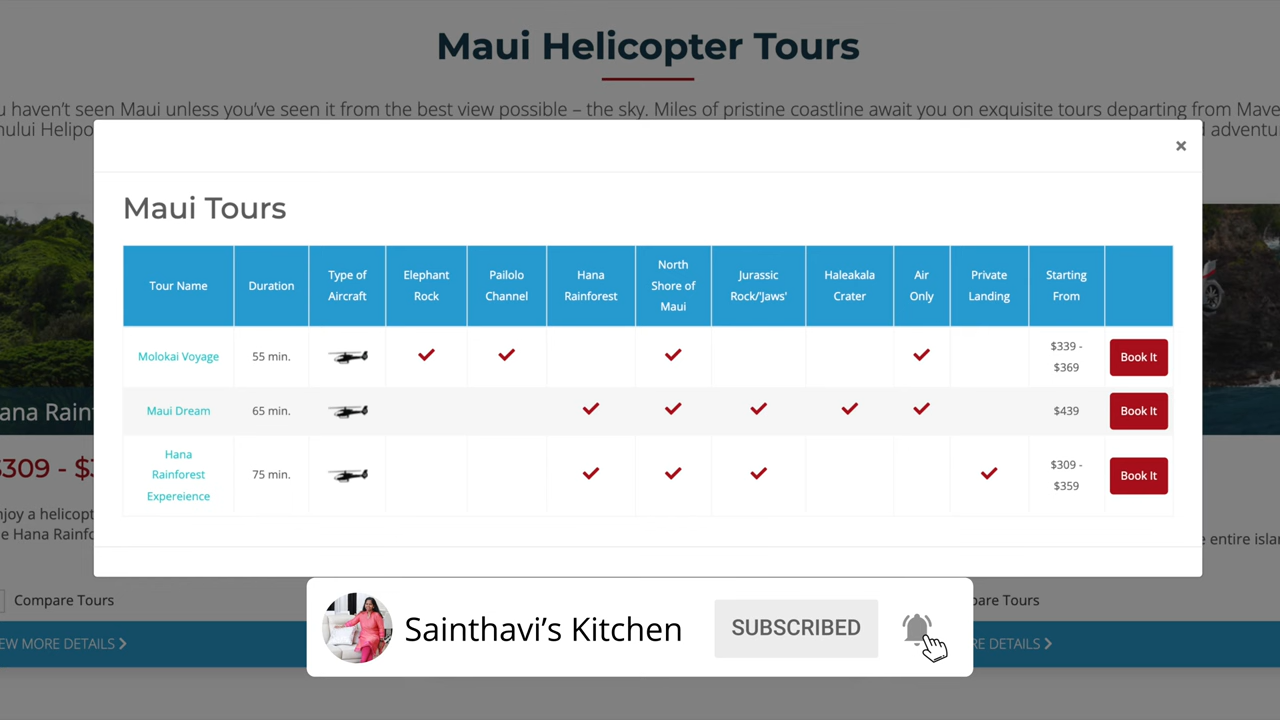 Maui Helicopter Tours
u haven't seen Maui unless you've seen it from the best view possible – the sky. Miles of pristine coastline await you on exquisite tours departing from Mave
nului Helipo
d adventu
×
Maui Tours
Tour Name
Duration
Type of
Aircraft
Elephant
Rock
Pailolo
Channel
Hana
Rainforest
North
Shore of
Maui
Jurassic
Rock/'Jaws'
Haleakala
Crater
Air
Only
Private
Landing
Starting
From
Molokai Voyage
55 min.
$339 -
$369
Book It
Maui Dream
65 min.
$439
Book It
Hana
Rainforest
Expereience
75 min.
$309 -
$359
Book It
ana Rain
$309 - $
njoy a helicopt
e Hana Rainfo
e entire isla
Compare Tours
pare Tours
EW MORE DETAILS
RE DETAILS
Sainthavi's Kitchen
SUBSCRIBED